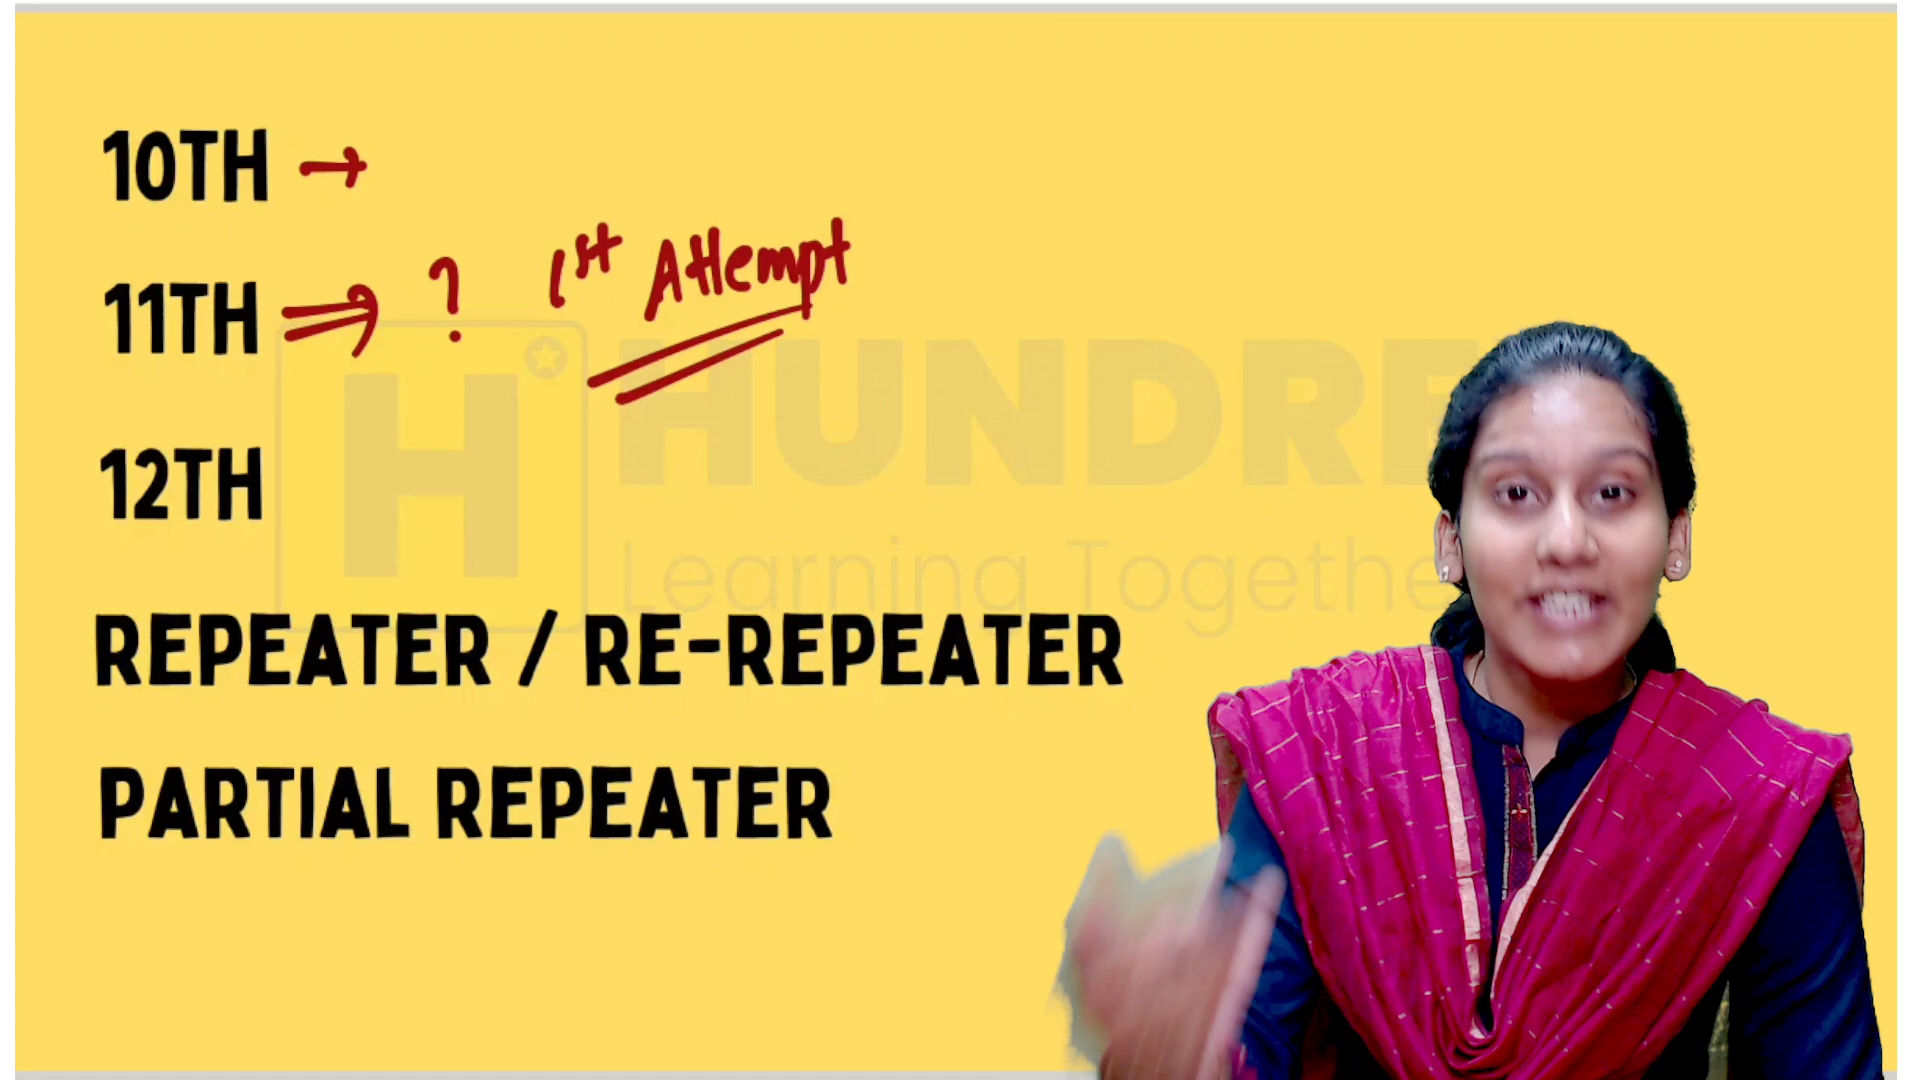 10TH →
1st Attempt
11TH ⇒ ?
HUNDRE
H
12TH
Learning Togethe
REPEATER / RE-REPEATER
PARTIAL REPEATER